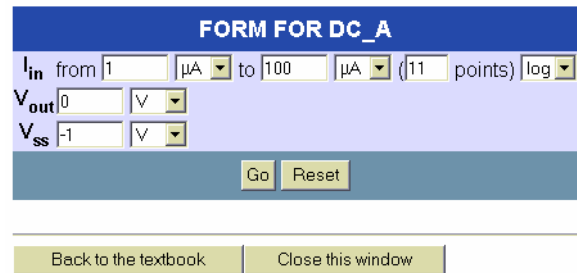 FORM FOR DC_A
Iin from 1 µA to 100 µA (11 points) log
Vout 0 V
Vss -1 V
Go Reset
Back to the textbook Close this window